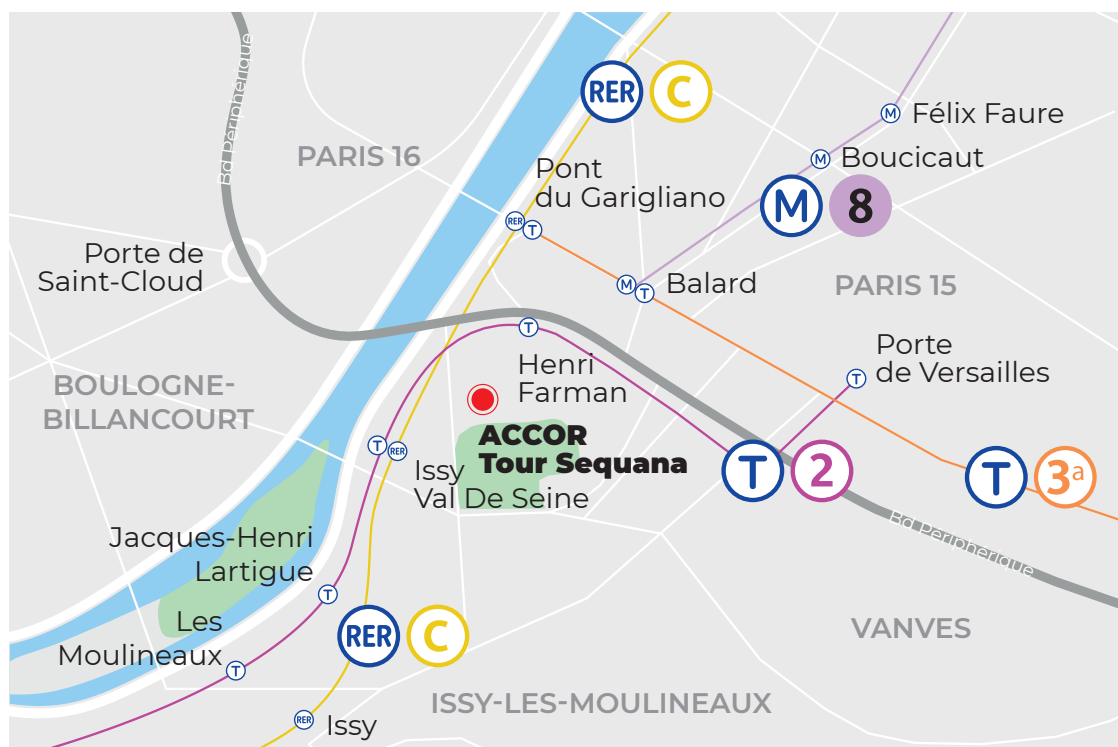 RER C
Bd Périphérique
Félix Faure
M
PARIS 16
M
Boucicaut
Pont
du Garigliano
M 8
RER
T
Porte de
Saint-Cloud
M
T
Balard
PARIS 15
T
Porte
de Versailles
Henri
Farman
T
BOULOGNE-
BILLANCOURT
ACCOR
Tour Sequana
T
RER
Issy
Val De Seine
T 2
T 3a
Bd Périphérique
Jacques-Henri
Lartigue
T
Les
Moulineaux
T
RER C
VANVES
ISSY-LES-MOULINEAUX
RER
Issy